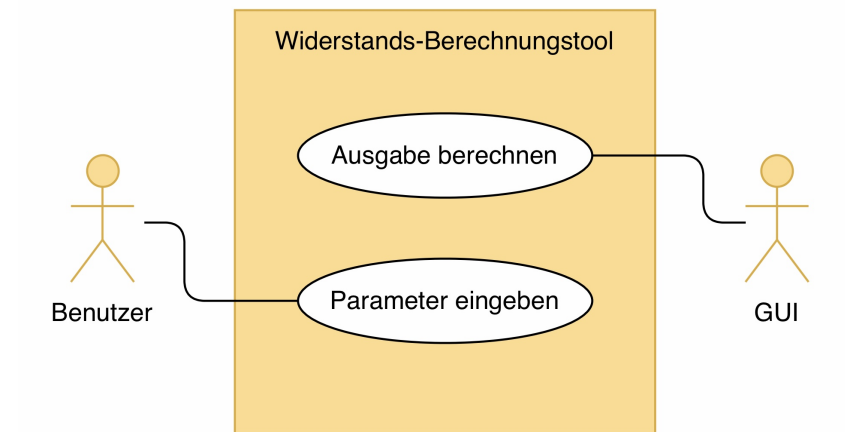 Widerstands-Berechnungstool
Ausgabe berechnen
Parameter eingeben
Benutzer
GUI